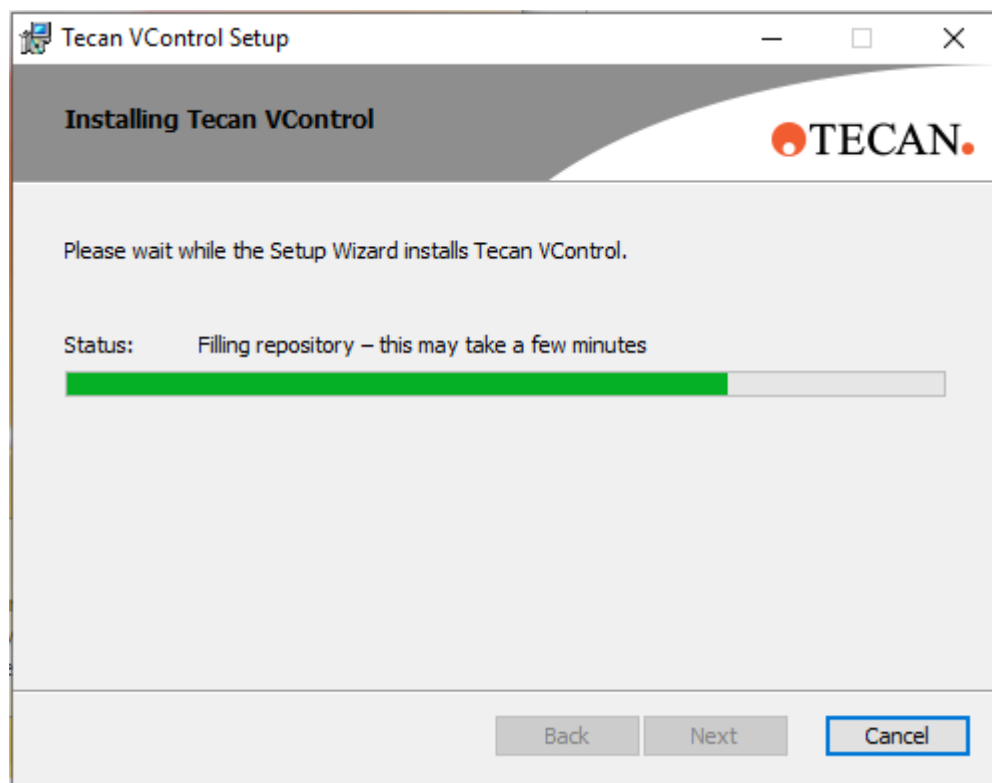 Tecan VControl Setup
Installing Tecan VControl
TECAN.
Please wait while the Setup Wizard installs Tecan VControl.
Status: Filling repository – this may take a few minutes
Back Next Cancel